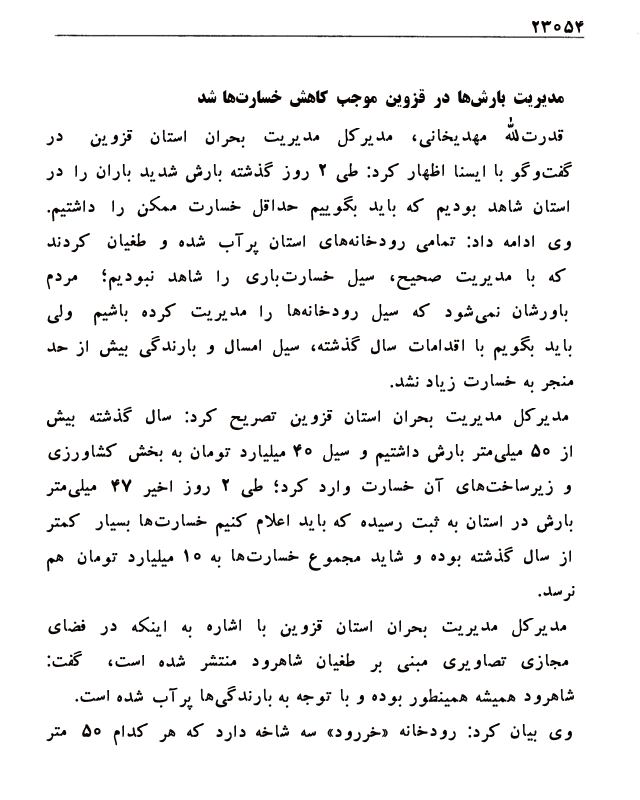 ۲۳۰۵۴
مدیریت بارش‌ها در قزوین موجب کاهش خسارت‌ها شد
قدرت‌الله مهدیخانی، مدیرکل مدیریت بحران استان قزوین در
گفت‌وگو با ایسنا اظهار کرد: طی ۲ روز گذشته بارش شدید باران را در
استان شاهد بودیم که باید بگوییم حداقل خسارت ممکن را داشتیم.
وی ادامه داد: تمامی رودخانه‌های استان پرآب شده و طغیان کردند
که با مدیریت صحیح، سیل خسارت‌باری را شاهد نبودیم؛ مردم
باورشان نمی‌شود که سیل رودخانه‌ها را مدیریت کرده باشیم ولی
باید بگویم با اقدامات سال گذشته، سیل امسال و بارندگی بیش از حد
منجر به خسارت زیاد نشد.
مدیرکل مدیریت بحران استان قزوین تصریح کرد: سال گذشته بیش
از ۵۰ میلی‌متر بارش داشتیم و سیل ۴۰ میلیارد تومان به بخش کشاورزی
و زیرساخت‌های آن خسارت وارد کرد؛ طی ۲ روز اخیر ۴۷ میلی‌متر
بارش در استان به ثبت رسیده که باید اعلام کنیم خسارت‌ها بسیار کمتر
از سال گذشته بوده و شاید مجموع خسارت‌ها به ۱۰ میلیارد تومان هم
نرسد.
مدیرکل مدیریت بحران استان قزوین با اشاره به اینکه در فضای
مجازی تصاویری مبنی بر طغیان شاهرود منتشر شده است، گفت:
شاهرود همیشه همینطور بوده و با توجه به بارندگی‌ها پرآب شده است.
وی بیان کرد: رودخانه «خررود» سه شاخه دارد که هر کدام ۵۰ متر